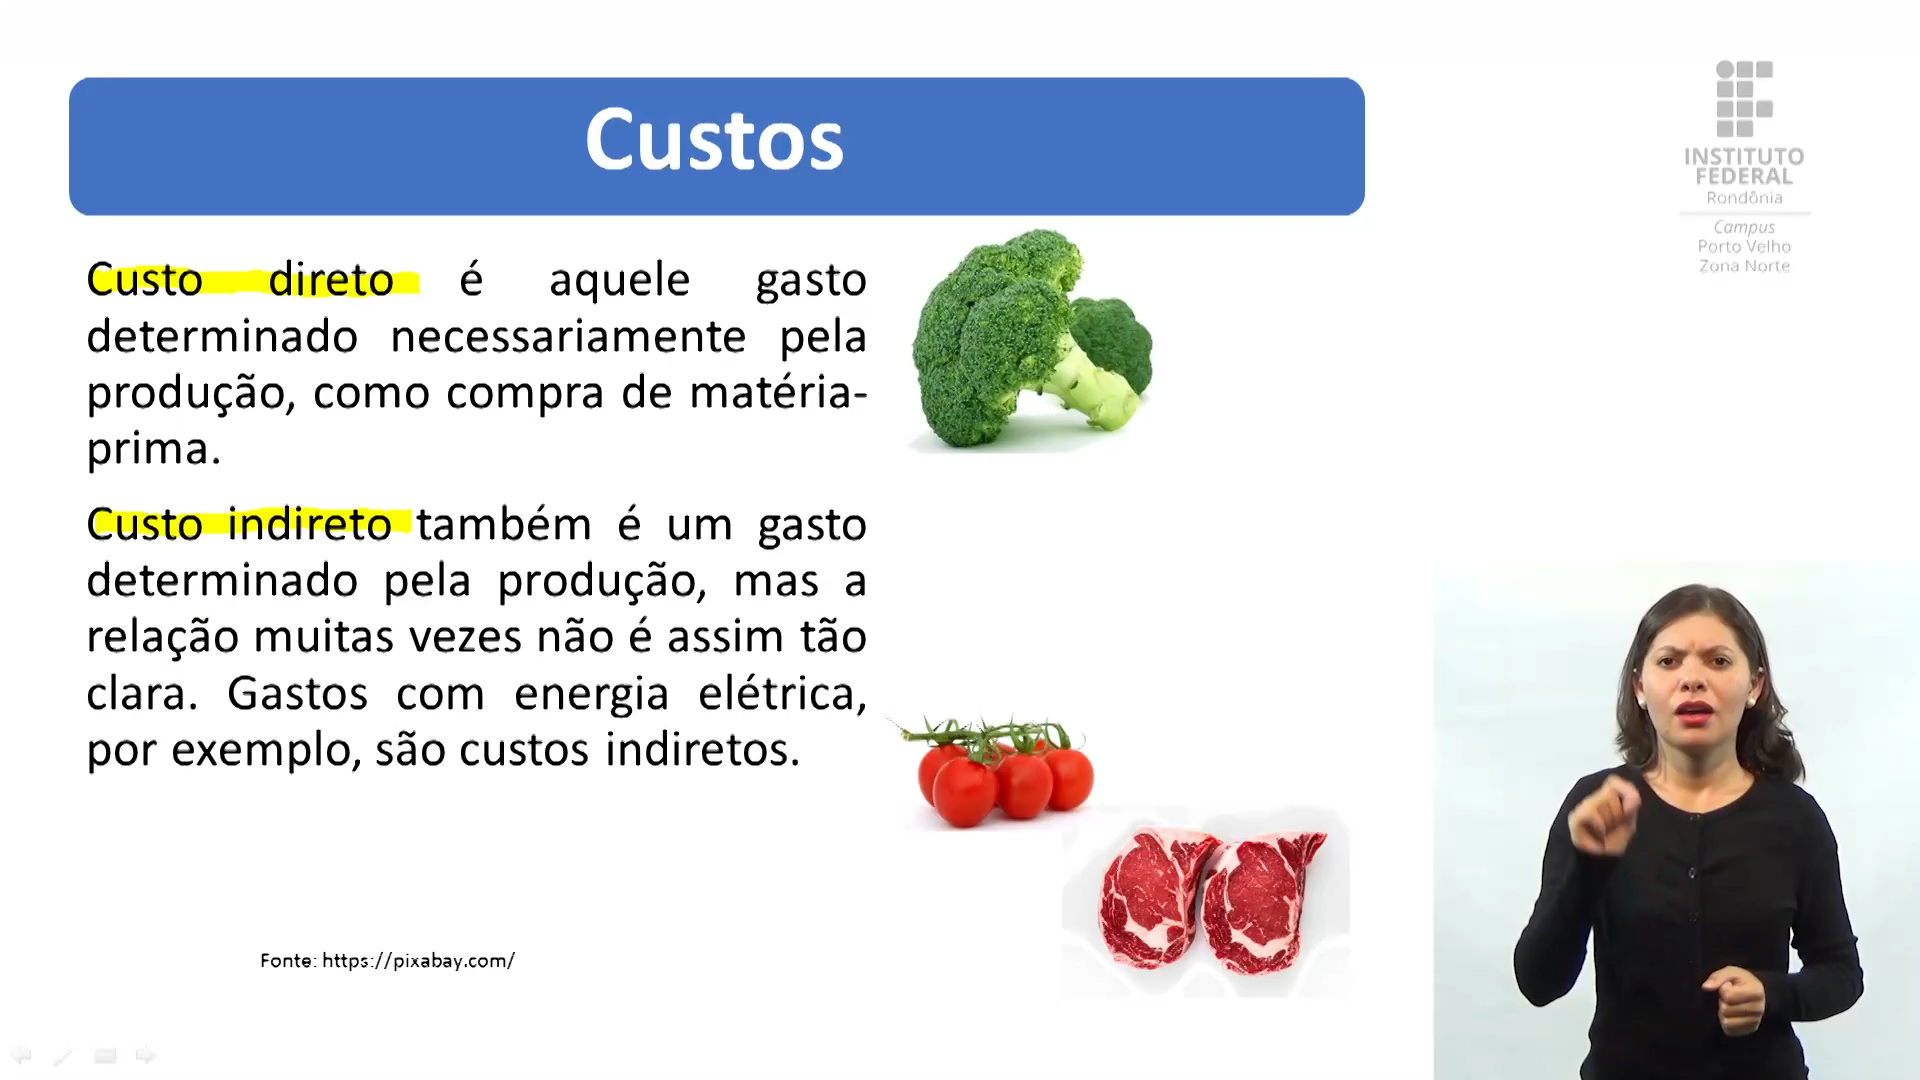 Custos
INSTITUTO
FEDERAL
Rondônia
Campus
Porto Velho
Zona Norte
Custo direto é aquele gasto
determinado necessariamente pela
produção, como compra de matéria-
prima.
Custo indireto também é um gasto
determinado pela produção, mas a
relação muitas vezes não é assim tão
clara. Gastos com energia elétrica,
por exemplo, são custos indiretos.
Fonte: https://pixabay.com/